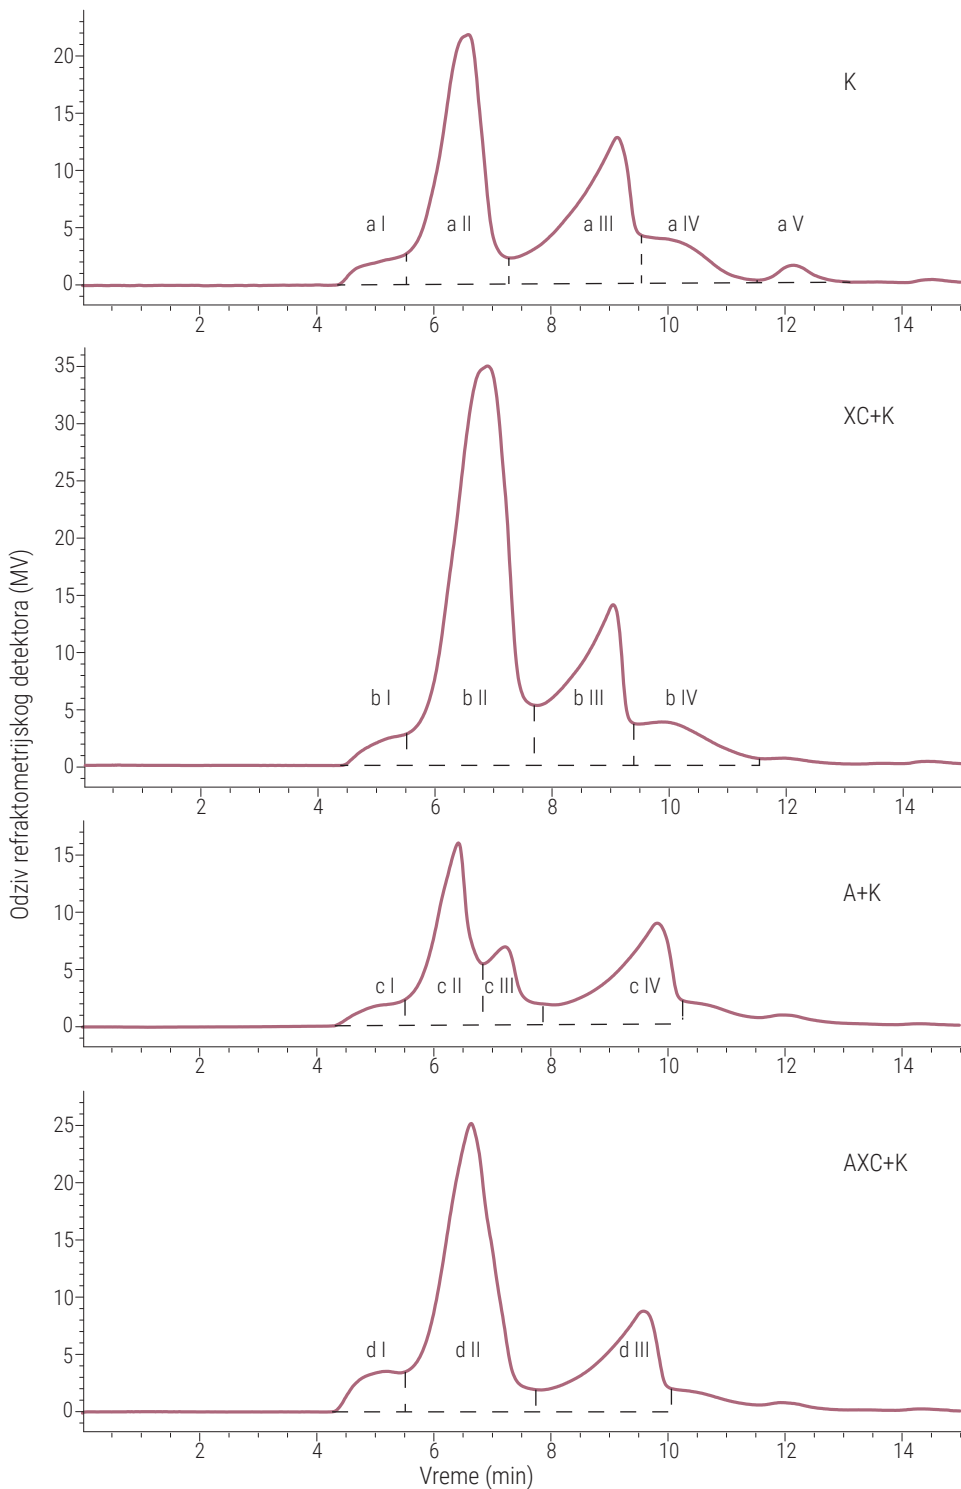 K
20
15
10
5
0
a I
a II
a III
a IV
a V
2 4 6 8 10 12 14
XC+K
35
30
25
20
15
10
5
0
b I
b II
b III
b IV
2 4 6 8 10 12 14
Odziv refraktometrijskog detektora (MV)
A+K
15
10
5
0
c I
c II
c III
c IV
2 4 6 8 10 12 14
AXC+K
25
20
15
10
5
0
d I
d II
d III
2 4 6 8 10 12 14
Vreme (min)